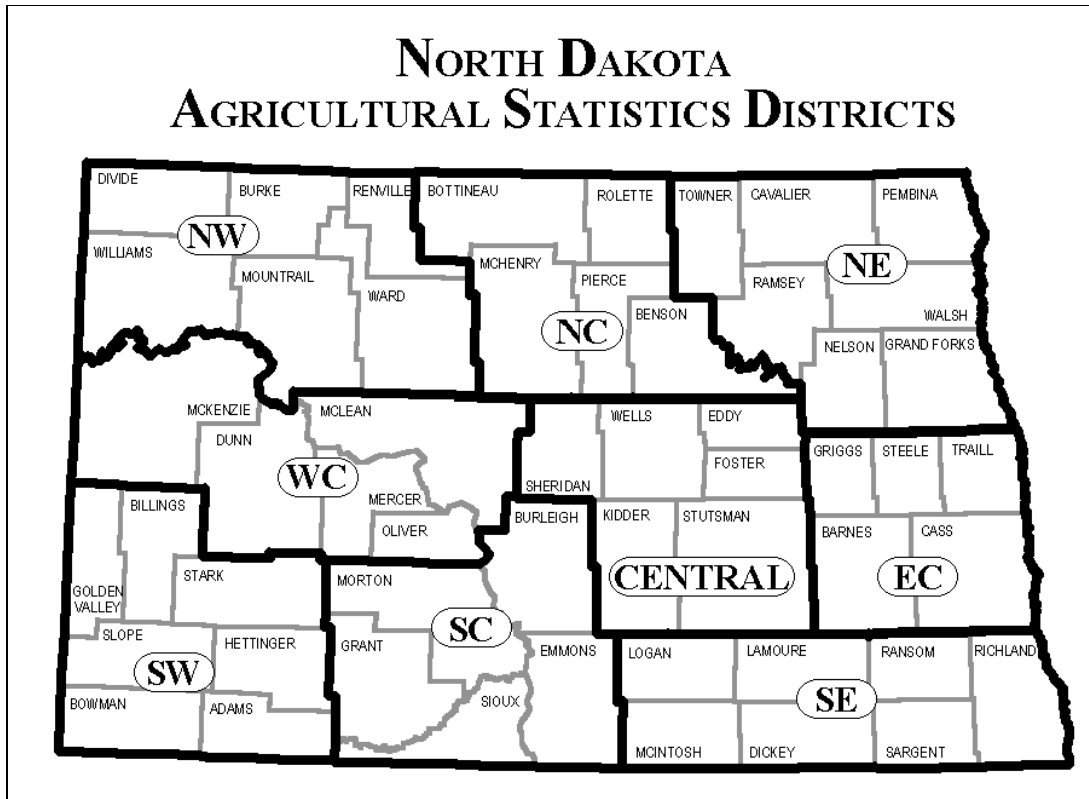 NORTH DAKOTA
AGRICULTURAL STATISTICS DISTRICTS
DIVIDE
BURKE
RENVILLE
BOTTINEAU
ROLETTE
TOWNER
CAVALIER
PEMBINA
WILLIAMS
NW
MOUNTRAIL
WARD
MCHENRY
PIERCE
BENSON
NC
RAMSEY
NE
WALSH
NELSON
GRAND FORKS
MCKENZIE
DUNN
MCLEAN
WC
MERCER
OLIVER
SHERIDAN
WELLS
EDDY
FOSTER
GRIGGS
STEELE
TRAILL
BILLINGS
GOLDEN
VALLEY
STARK
BURLEIGH
KIDDER
STUTSMAN
CENTRAL
BARNES
CASS
EC
SLOPE
HETTINGER
SW
BOWMAN
ADAMS
MORTON
GRANT
SC
SIOUX
EMMONS
LOGAN
LAMOURE
RANSOM
RICHLAND
SE
MCINTOSH
DICKEY
SARGENT